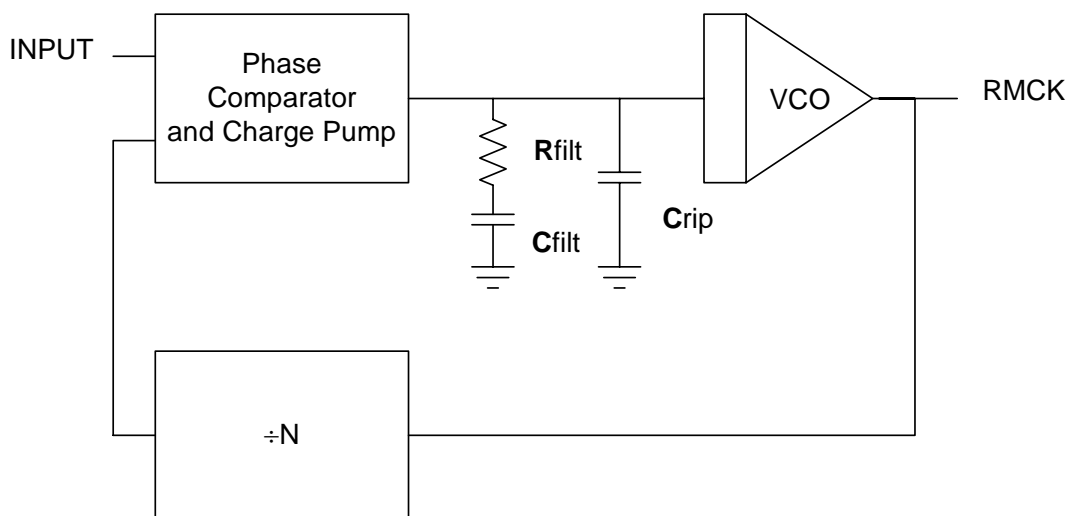 INPUT
Phase
Comparator
and Charge Pump
VCO
RMCK
Rfilt
Crip
Cfilt
÷N